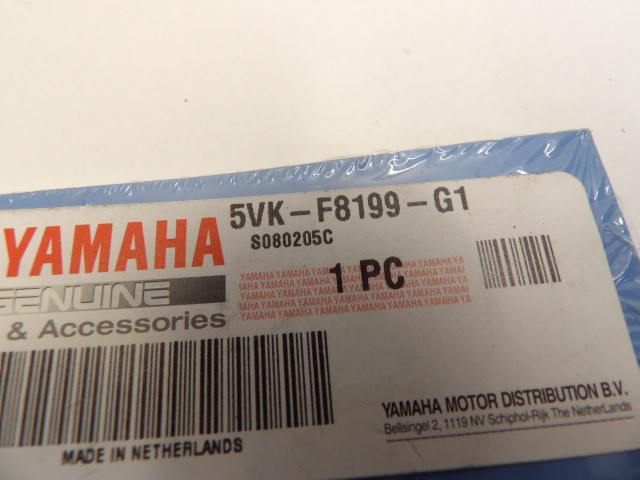 YAMAHA
GENUINE
& Accessories
5VK-F8199-G1
S080205C
1 PC
MADE IN NETHERLANDS
YAMAHA MOTOR DISTRIBUTION B.V.
Bellsingel 2, 1119 NV Schiphol-Rijk The NetherLands